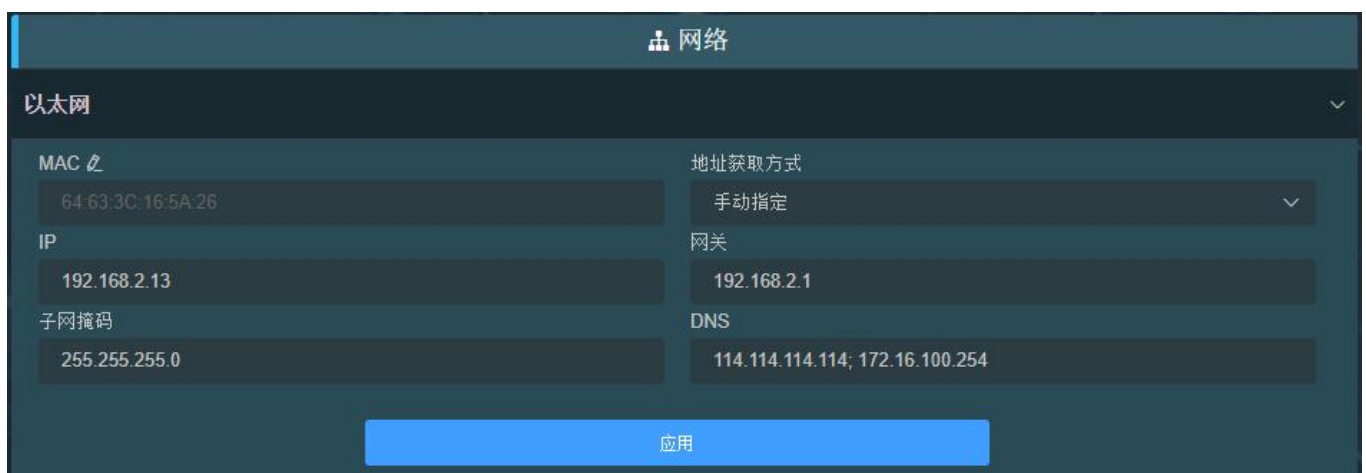 网络
以太网
MAC
地址获取方式
64:63:3C:16:5A:26
手动指定
IP
网关
192.168.2.13
192.168.2.1
子网掩码
DNS
255.255.255.0
114.114.114.114; 172.16.100.254
应用